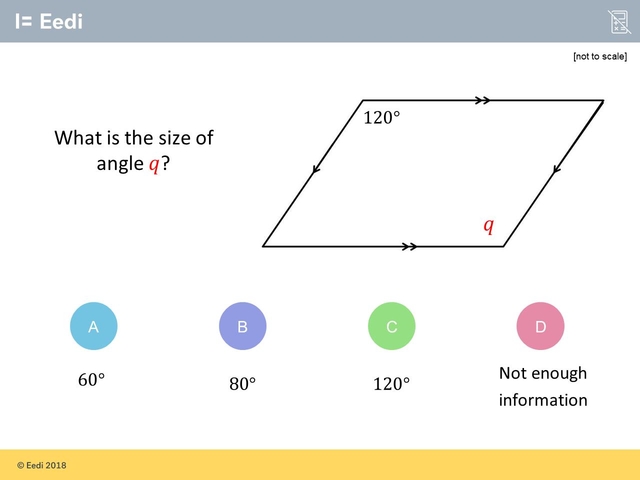 I= Eedi
[not to scale]
What is the size of
angle q?
120°
q
A
B
C
D
60°
80°
120°
Not enough
information
© Eedi 2018